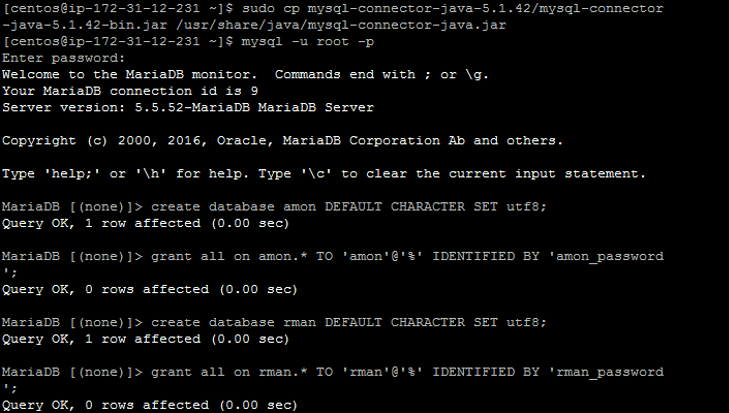 [centos@ip-172-31-12-231 ~]$ sudo cp mysql-connector-java-5.1.42/mysql-connector
-java-5.1.42-bin.jar /usr/share/java/mysql-connector-java.jar
[centos@ip-172-31-12-231 ~]$ mysql -u root -p
Enter password:
Welcome to the MariaDB monitor.  Commands end with ; or \g.
Your MariaDB connection id is 9
Server version: 5.5.52-MariaDB MariaDB Server
Copyright (c) 2000, 2016, Oracle, MariaDB Corporation Ab and others.
Type 'help;' or '\h' for help. Type '\c' to clear the current input statement.
MariaDB [(none)]> create database amon DEFAULT CHARACTER SET utf8;
Query OK, 1 row affected (0.00 sec)
MariaDB [(none)]> grant all on amon.* TO 'amon'@'%' IDENTIFIED BY 'amon_password
';
Query OK, 0 rows affected (0.00 sec)
MariaDB [(none)]> create database rman DEFAULT CHARACTER SET utf8;
Query OK, 1 row affected (0.00 sec)
MariaDB [(none)]> grant all on rman.* TO 'rman'@'%' IDENTIFIED BY 'rman_password
';
Query OK, 0 rows affected (0.00 sec)